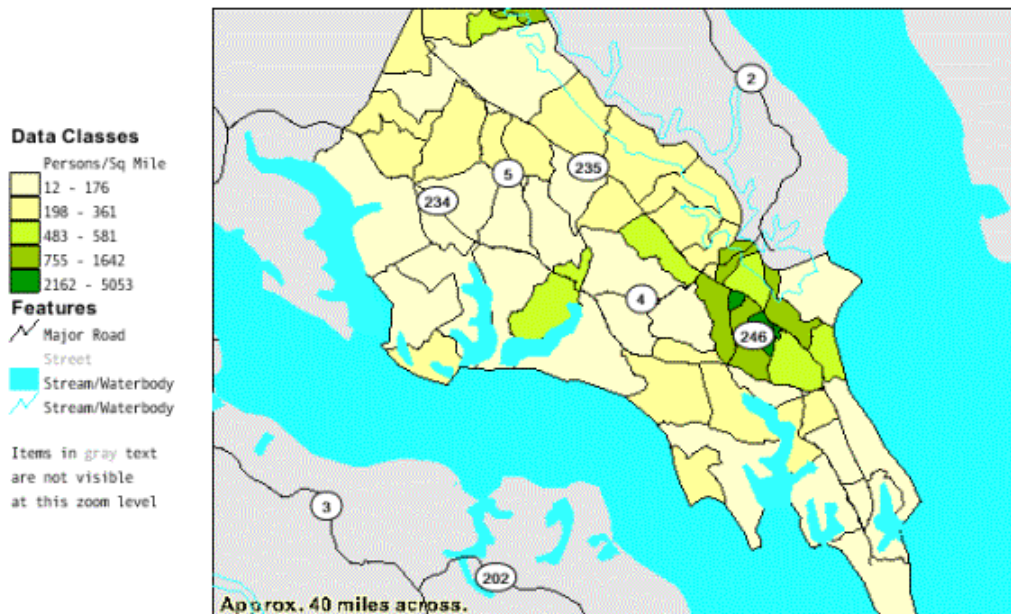 Data Classes
Persons/Sq Mile
12 - 176
198 - 361
483 - 581
755 - 1642
2162 - 5053
Features
Major Road
Street
Stream/Waterbody
Stream/Waterbody
Items in gray text
are not visible
at this zoom level
2
5
235
234
4
246
3
202
Approx. 40 miles across.